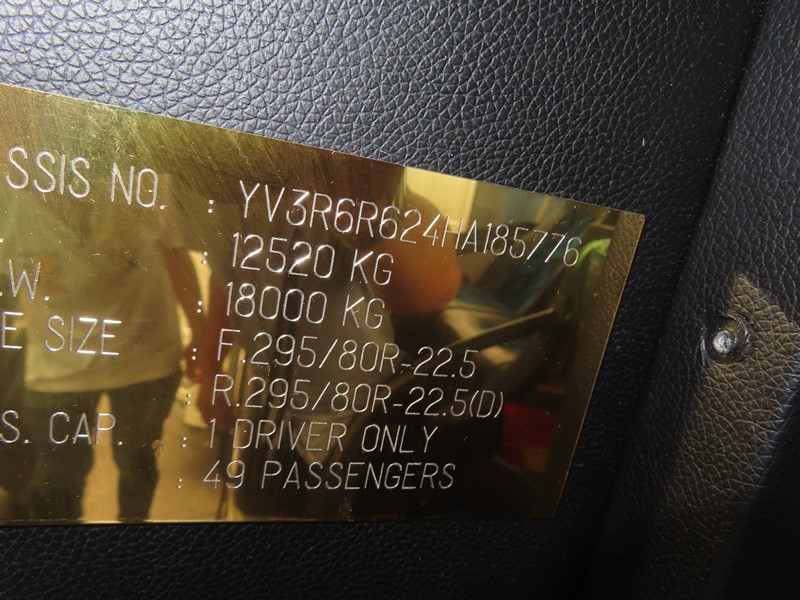 SSIS NO. : YV3R6R624HA185776
: 12520 KG
.W. : 18000 KG
E SIZE : F.295/80R-22.5
: R.295/80R-22.5(D)
S. CAP. : 1 DRIVER ONLY
: 49 PASSENGERS